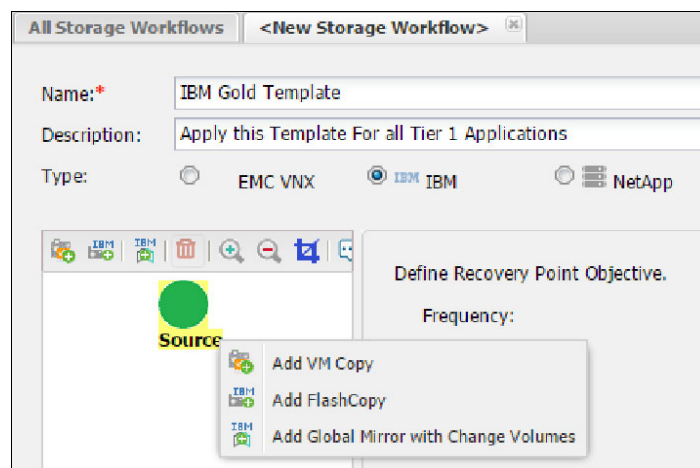 All Storage Workflows <New Storage Workflow>
Name:* IBM Gold Template
Description: Apply this Template For all Tier 1 Applications
Type: EMC VNX IBM IBM NetApp
IBM IBM
Define Recovery Point Objective.
Frequency:
Source
Add VM Copy
IBM Add FlashCopy
IBM Add Global Mirror with Change Volumes